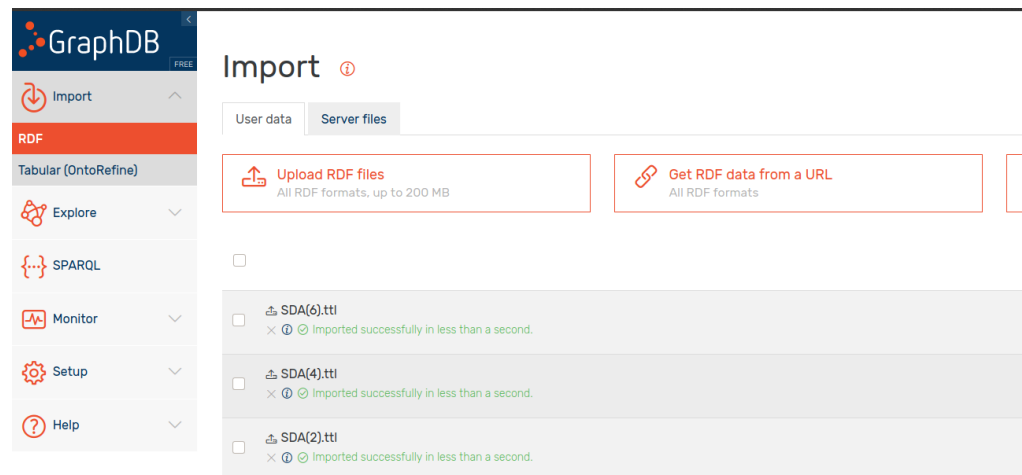 GraphDB
FREE
Import
RDF
Tabular (OntoRefine)
Explore
SPARQL
Monitor
Setup
Help
Import
User data
Server files
Upload RDF files
All RDF formats, up to 200 MB
Get RDF data from a URL
All RDF formats
SDA(6).ttl
Imported successfully in less than a second.
SDA(4).ttl
Imported successfully in less than a second.
SDA(2).ttl
Imported successfully in less than a second.